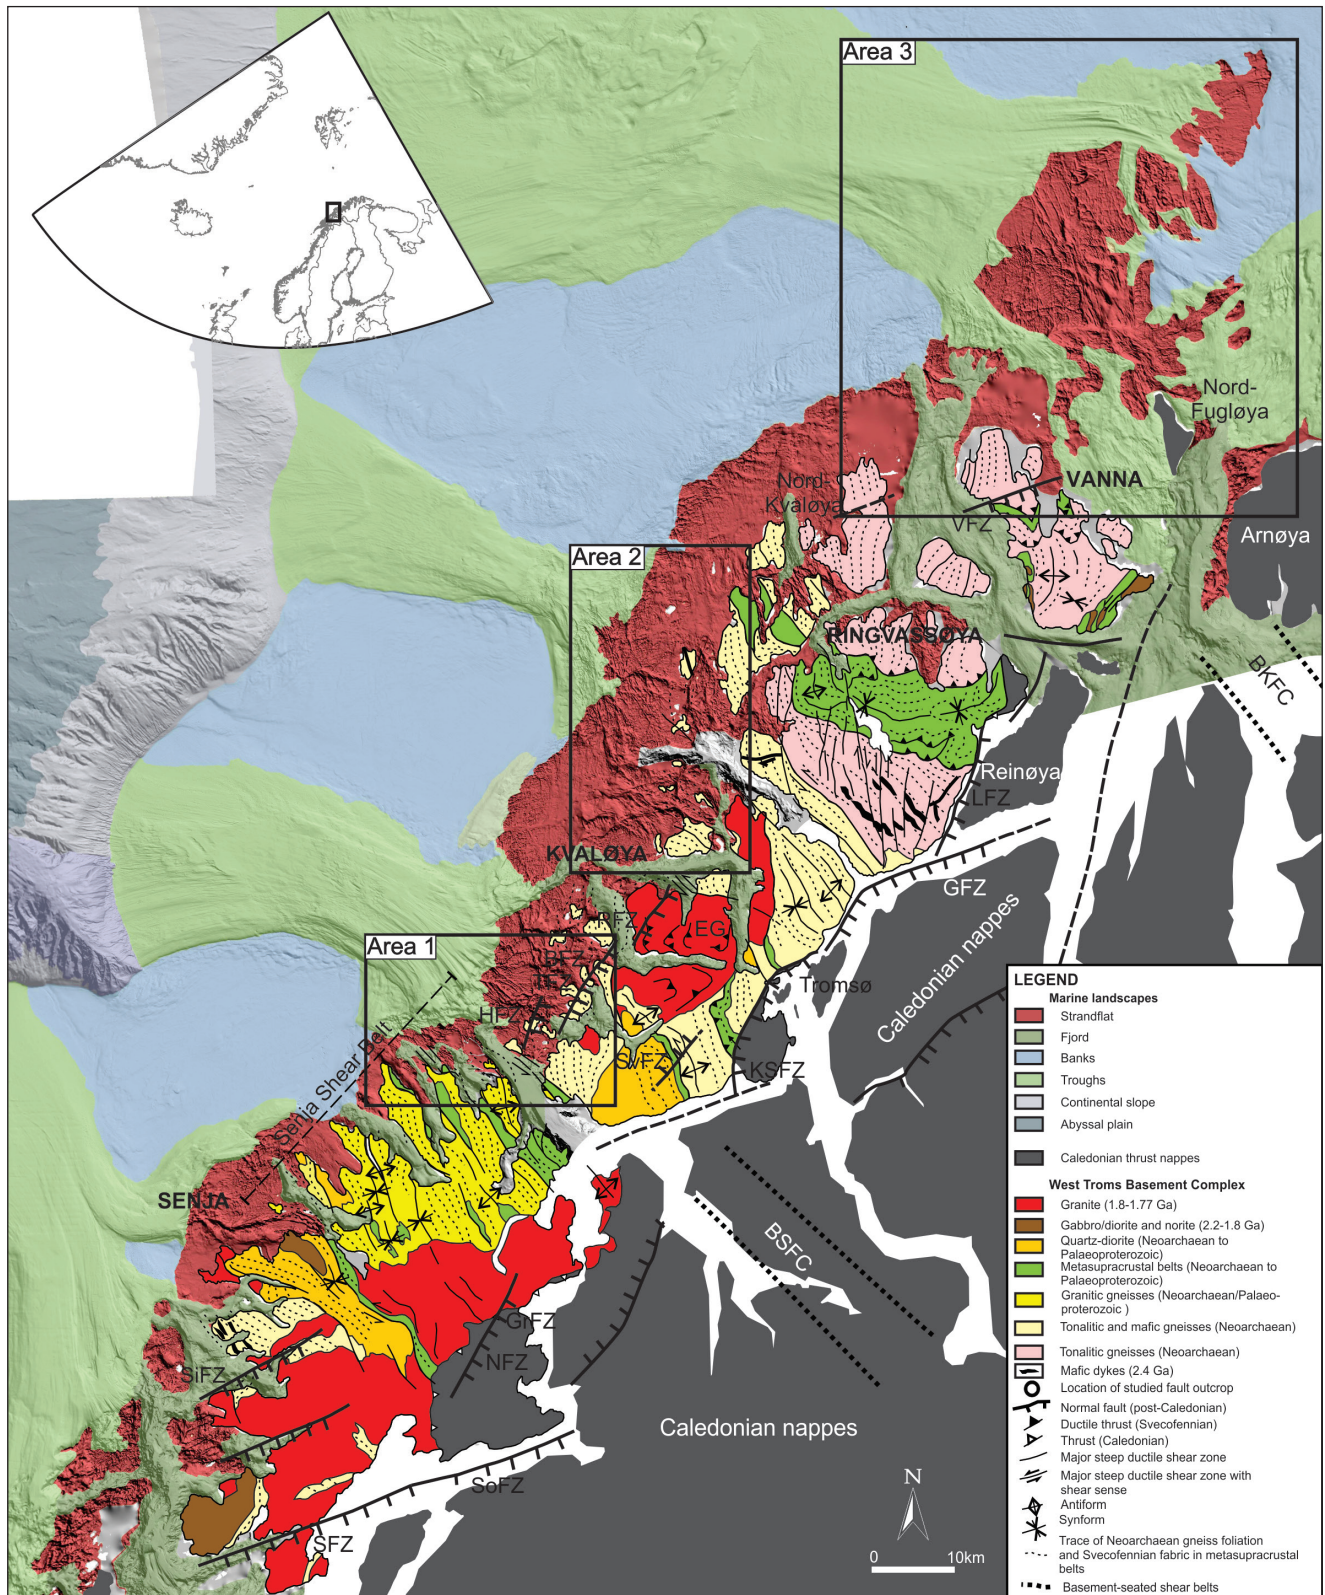 Area 3
Nord-
Fugløya
VANNA
Nord-
Kvaløya
VFZ
Arnøya
Area 2
RINGVASSØYA
BKFC
Reinøya
LFZ
KVALØYA
GFZ
RFZ
EG
Area 1
BFZ
TFZ
Tromsø
Caledonian nappes
HFZ
SvFZ
KSFZ
Senja Shear Belt
SENJA
BSFC
GrFZ
NFZ
SiFZ
Caledonian nappes
SoFZ
SFZ
N
0 10km
LEGEND
Marine landscapes
Strandflat
Fjord
Banks
Troughs
Continental slope
Abyssal plain
Caledonian thrust nappes
West Troms Basement Complex
Granite (1.8-1.77 Ga)
Gabbro/diorite and norite (2.2-1.8 Ga)
Quartz-diorite (Neoarchaean to
Palaeoproterozoic)
Metasupracrustal belts (Neoarchaean to
Palaeoproterozoic)
Granitic gneisses (Neoarchaean/Palaeo-
proterozoic )
Tonalitic and mafic gneisses (Neoarchaean)
Tonalitic gneisses (Neoarchaean)
Mafic dykes (2.4 Ga)
Location of studied fault outcrop
Normal fault (post-Caledonian)
Ductile thrust (Svecofennian)
Thrust (Caledonian)
Major steep ductile shear zone
Major steep ductile shear zone with
shear sense
Antiform
Synform
Trace of Neoarchaean gneiss foliation
and Svecofennian fabric in metasupracrustal
belts
Basement-seated shear belts